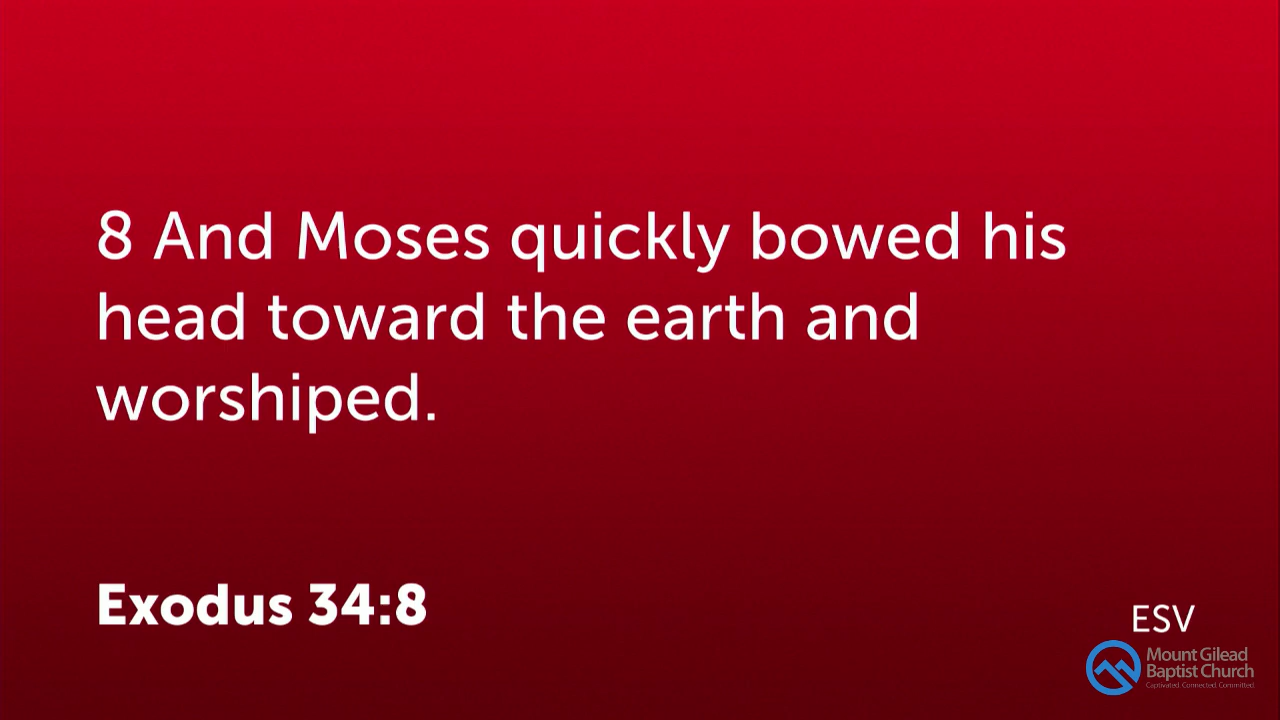 8 And Moses quickly bowed his
head toward the earth and
worshiped.
Exodus 34:8
ESV
Mount Gilead
Baptist Church
Captivated. Connected. Committed.